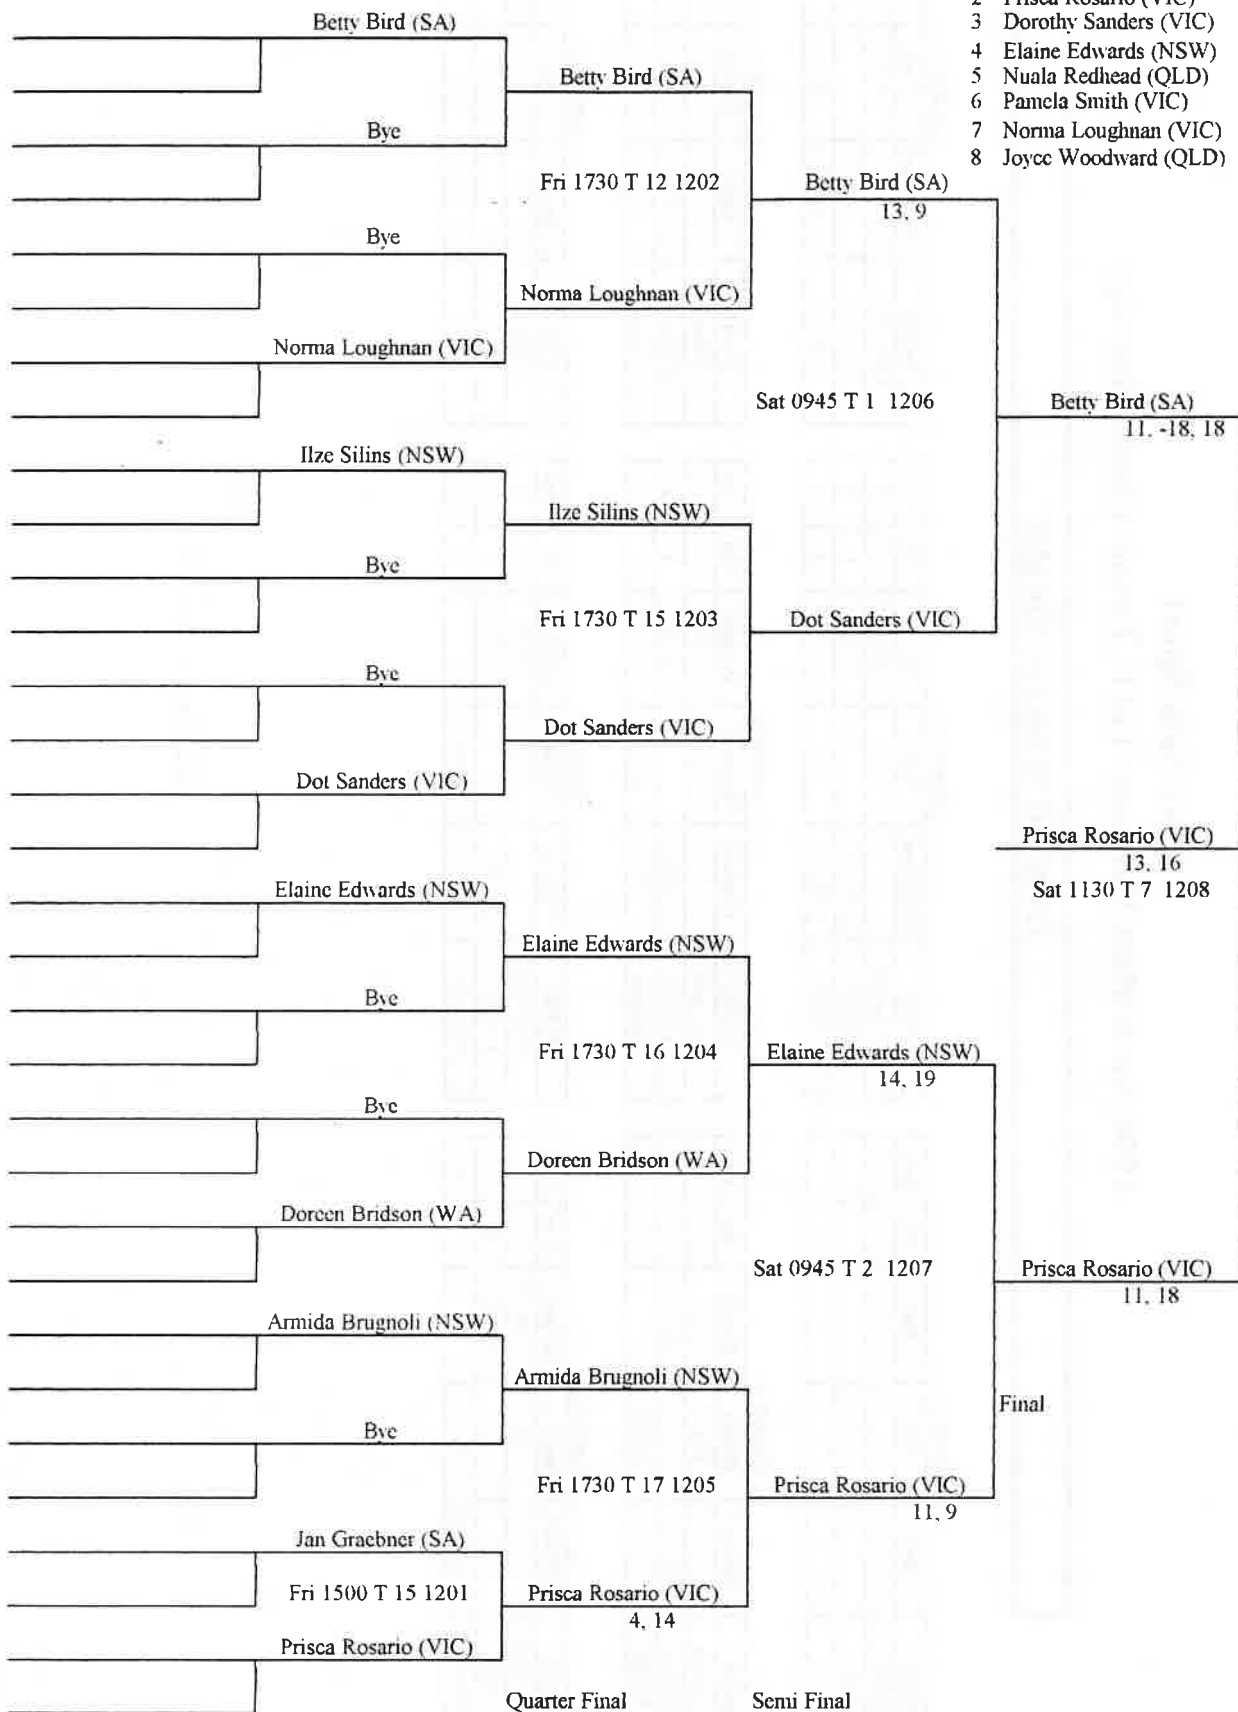 2 Prisca Rosario (VIC)
3 Dorothy Sanders (VIC)
4 Elaine Edwards (NSW)
5 Nuala Redhead (QLD)
6 Pamela Smith (VIC)
7 Norma Loughnan (VIC)
8 Joyce Woodward (QLD)
Betty Bird (SA)
Betty Bird (SA)
Bye
Fri 1730 T 12 1202
Betty Bird (SA)
13, 9
Bye
Norma Loughnan (VIC)
Norma Loughnan (VIC)
Sat 0945 T 1 1206
Betty Bird (SA)
11, -18, 18
Ilze Silins (NSW)
Ilze Silins (NSW)
Bye
Fri 1730 T 15 1203
Dot Sanders (VIC)
Bye
Dot Sanders (VIC)
Dot Sanders (VIC)
Prisca Rosario (VIC)
13, 16
Sat 1130 T 7 1208
Elaine Edwards (NSW)
Elaine Edwards (NSW)
Bye
Fri 1730 T 16 1204
Elaine Edwards (NSW)
14, 19
Bye
Doreen Bridson (WA)
Doreen Bridson (WA)
Sat 0945 T 2 1207
Prisca Rosario (VIC)
11, 18
Armida Brugnoli (NSW)
Armida Brugnoli (NSW)
Final
Bye
Fri 1730 T 17 1205
Prisca Rosario (VIC)
11, 9
Jan Graebner (SA)
Fri 1500 T 15 1201
Prisca Rosario (VIC)
4, 14
Prisca Rosario (VIC)
Quarter Final
Semi Final